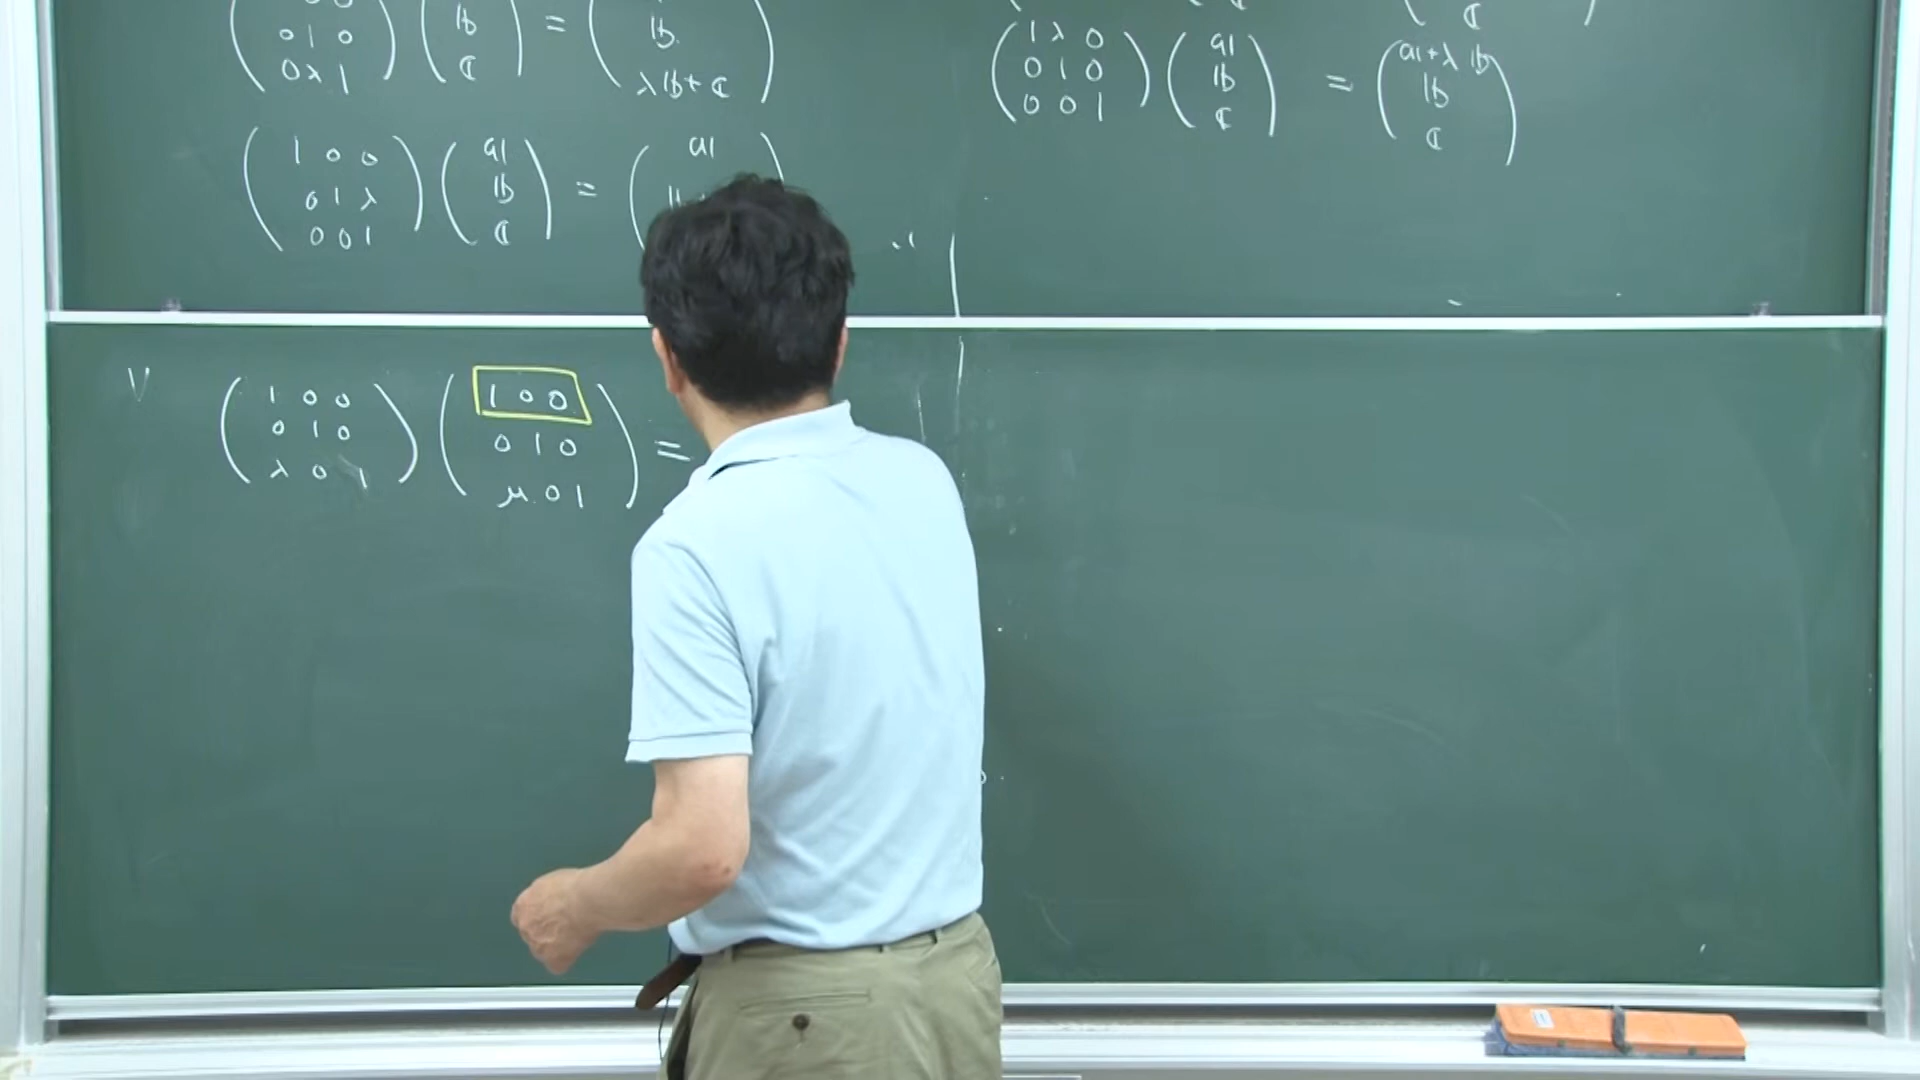 0 1 0 𝕓 = 𝕓.
0 λ 1 𝕔 λ𝕓+𝕔
1 0 0 𝕒 𝕒
0 1 λ 𝕓 =
0 0 1 𝕔
𝕔
1 λ 0 𝕒 𝕒+λ𝕓
0 1 0 𝕓 = 𝕓
0 0 1 𝕔 𝕔
1 0 0 1 0 0
0 1 0 0 1 0 =
λ 0 1 μ 0 1